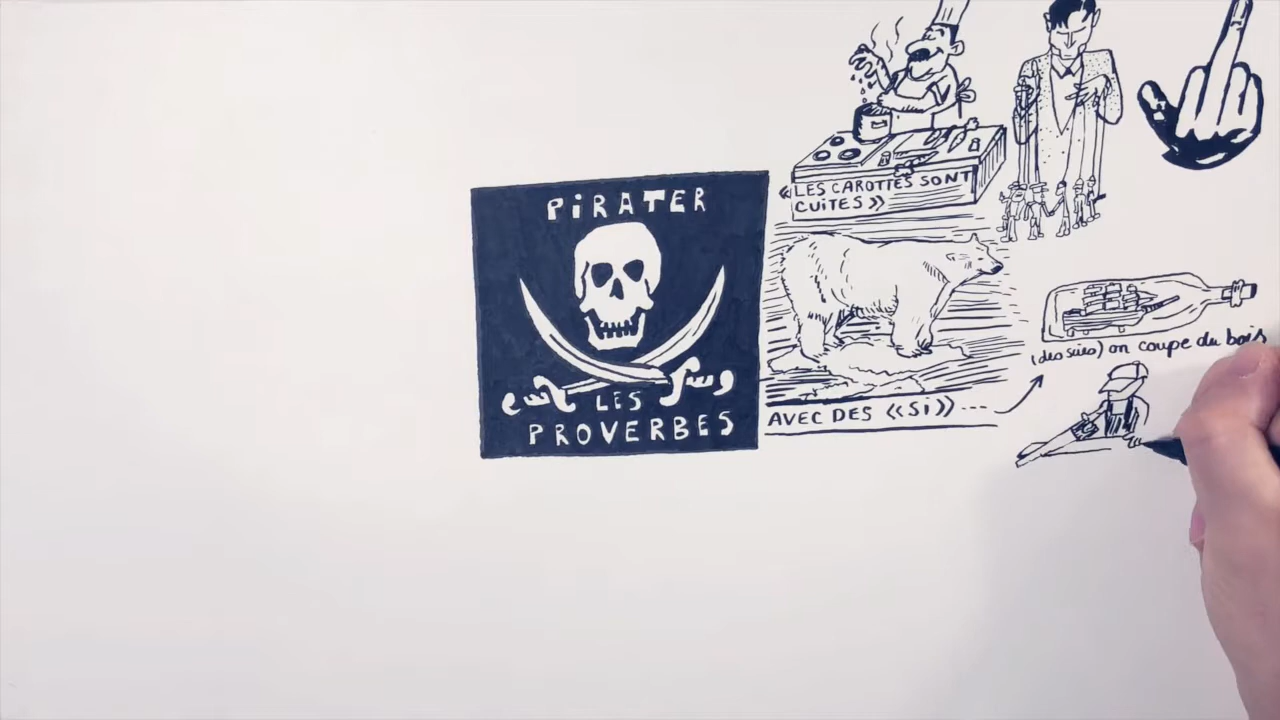 PiRATER
LES
PROVERBES
«LES CAROTTES SONT
CUITES»
AVEC DES «Si»...
(des scies) on coupe du bois